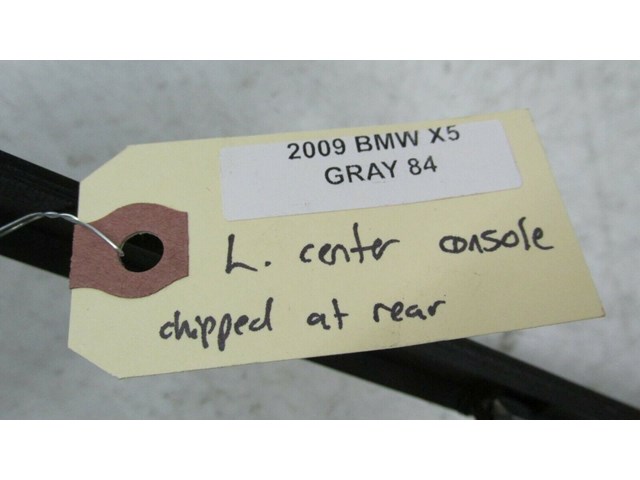 2009 BMW X5
GRAY 84
L. center console
chipped at rear